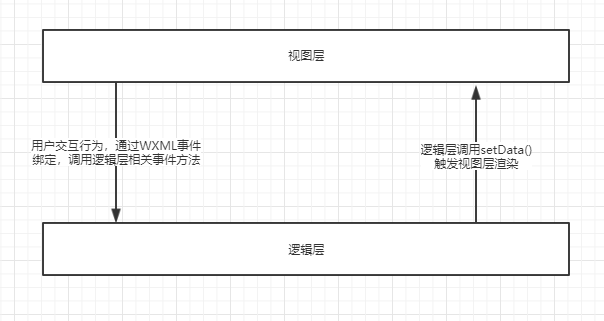 视图层
用户交互行为，通过WXML事件
绑定，调用逻辑层相关事件方法
逻辑层调用setData()
触发视图层渲染
逻辑层